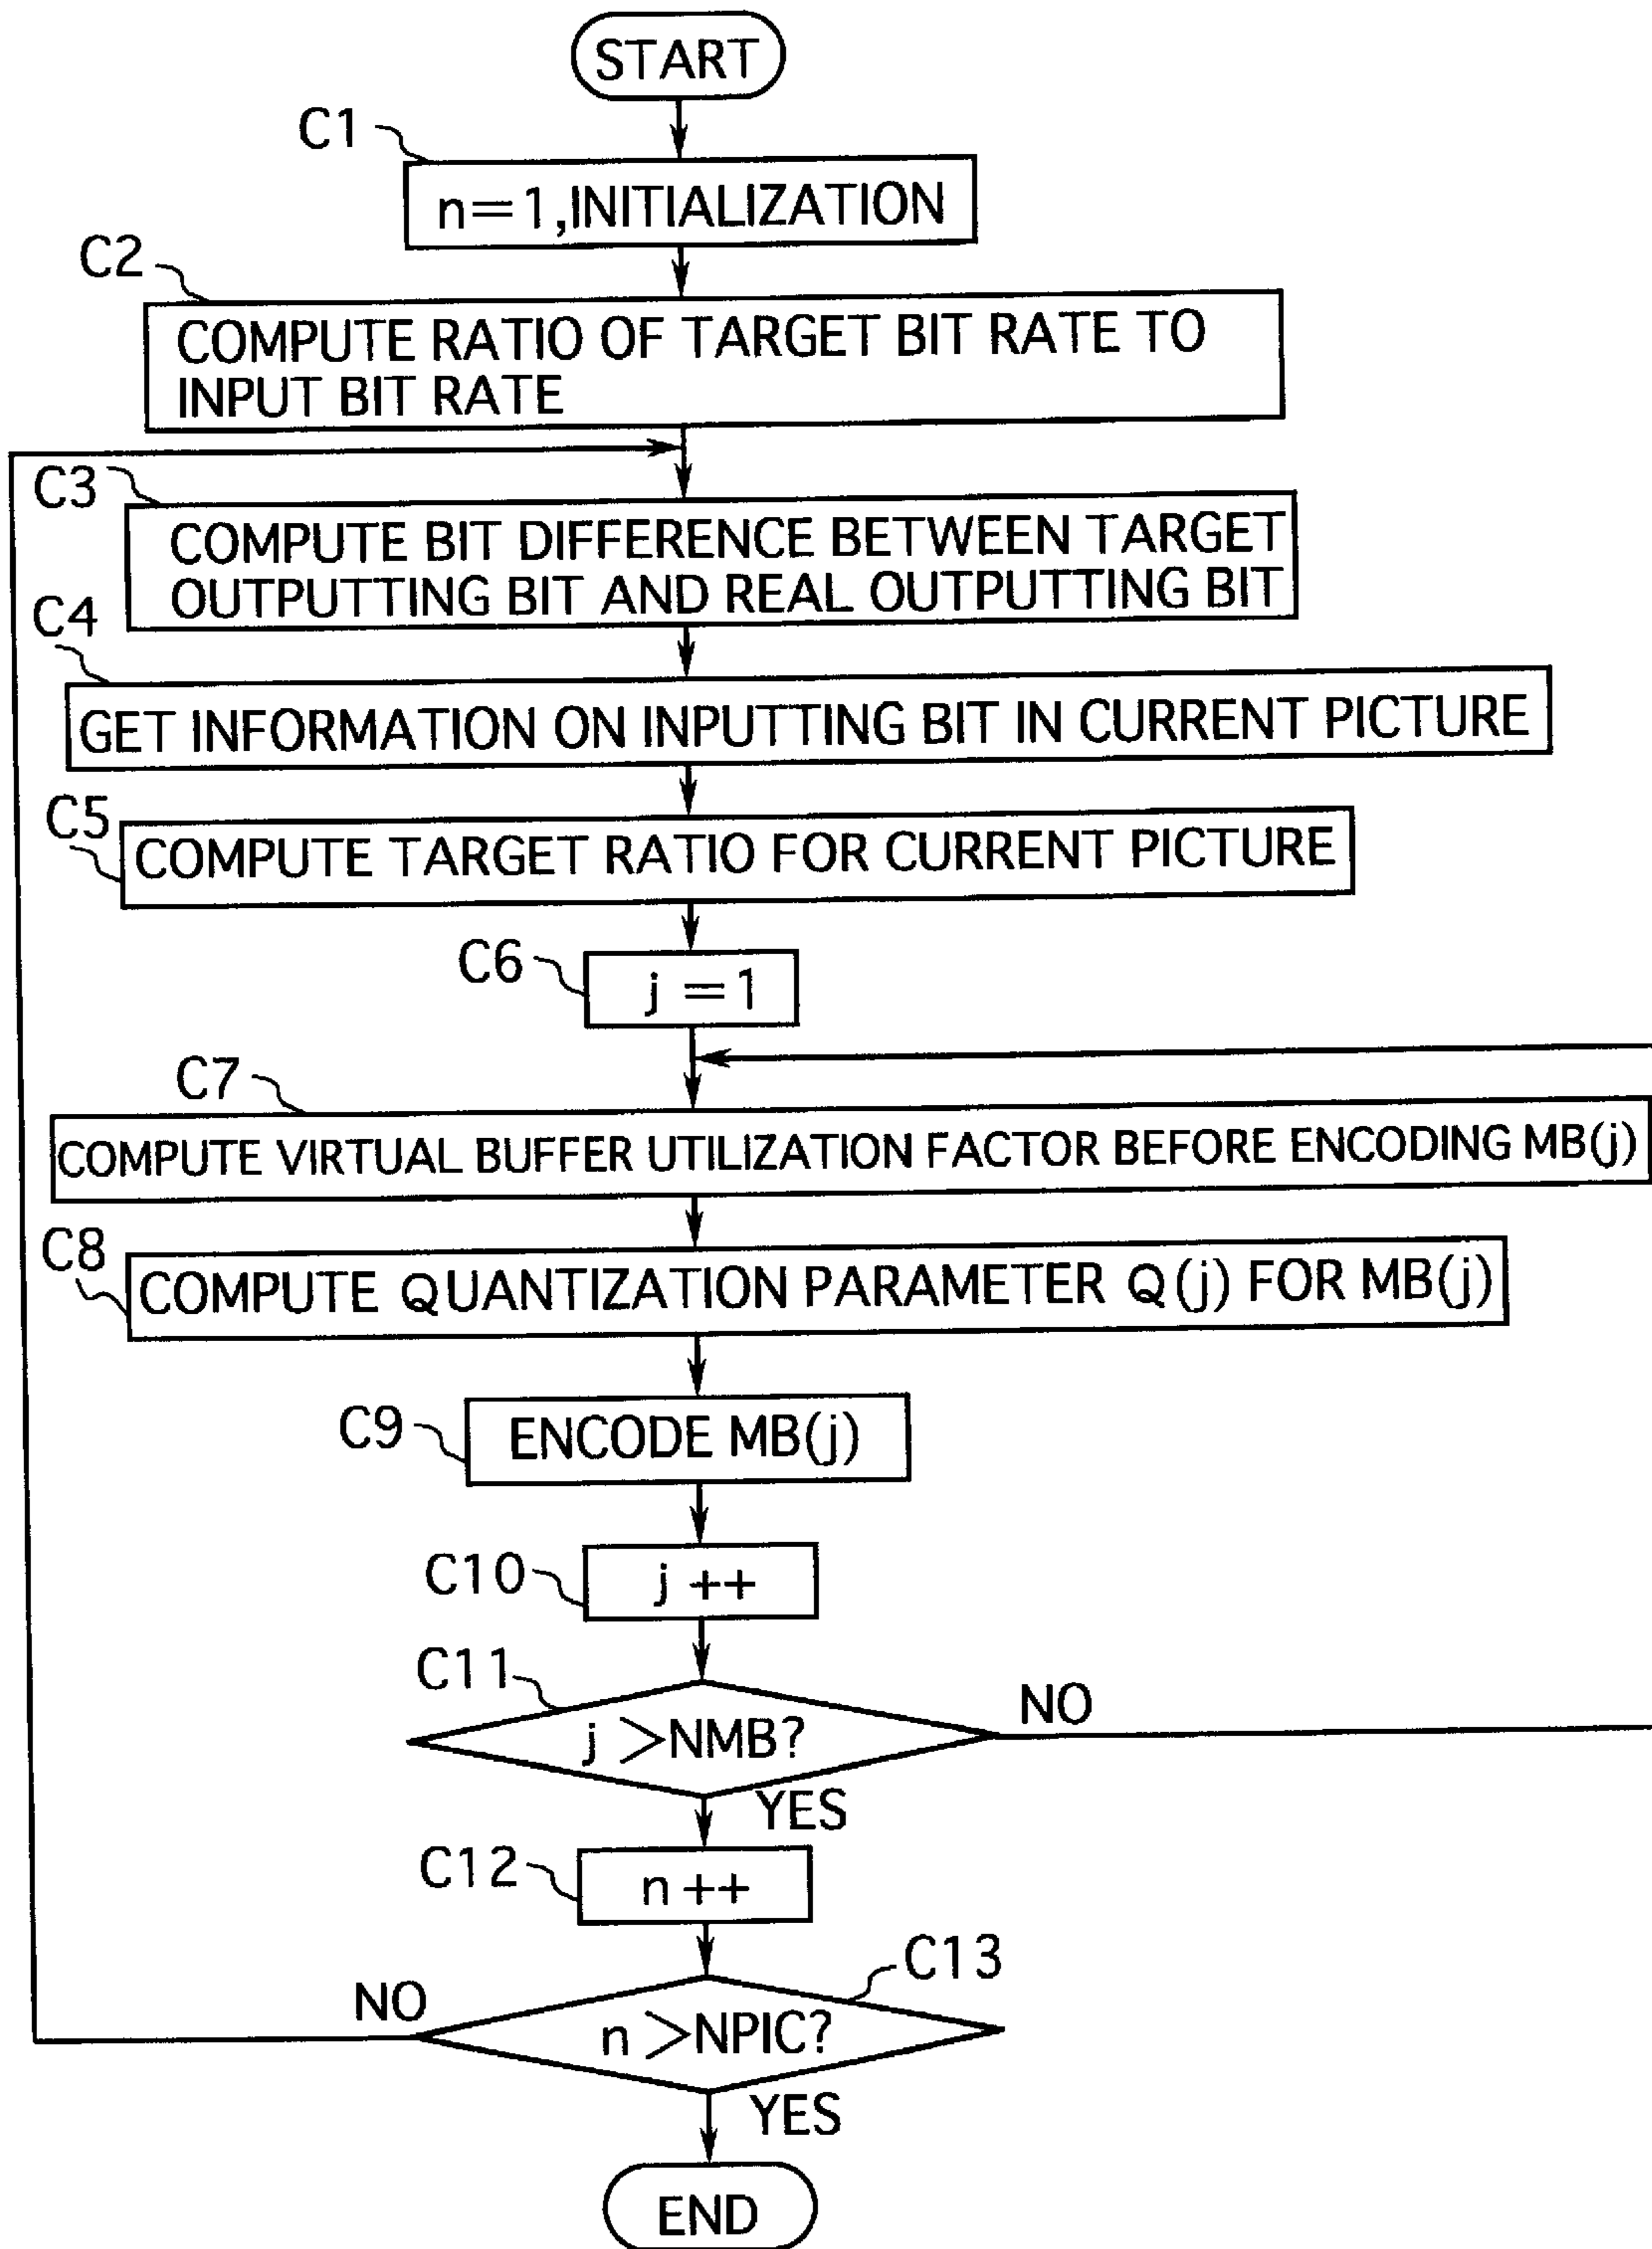 START
C1
n=1,INITIALIZATION
C2
COMPUTE RATIO OF TARGET BIT RATE TO
INPUT BIT RATE
C3
COMPUTE BIT DIFFERENCE BETWEEN TARGET
OUTPUTTING BIT AND REAL OUTPUTTING BIT
C4
GET INFORMATION ON INPUTTING BIT IN CURRENT PICTURE
C5
COMPUTE TARGET RATIO FOR CURRENT PICTURE
C6
j =1
C7
COMPUTE VIRTUAL BUFFER UTILIZATION FACTOR BEFORE ENCODING MB(j)
C8
COMPUTE QUANTIZATION PARAMETER Q(j) FOR MB(j)
C9
ENCODE MB(j)
C10
j ++
C11
j >NMB?
NO
YES
C12
n ++
C13
n >NPIC?
NO
YES
END